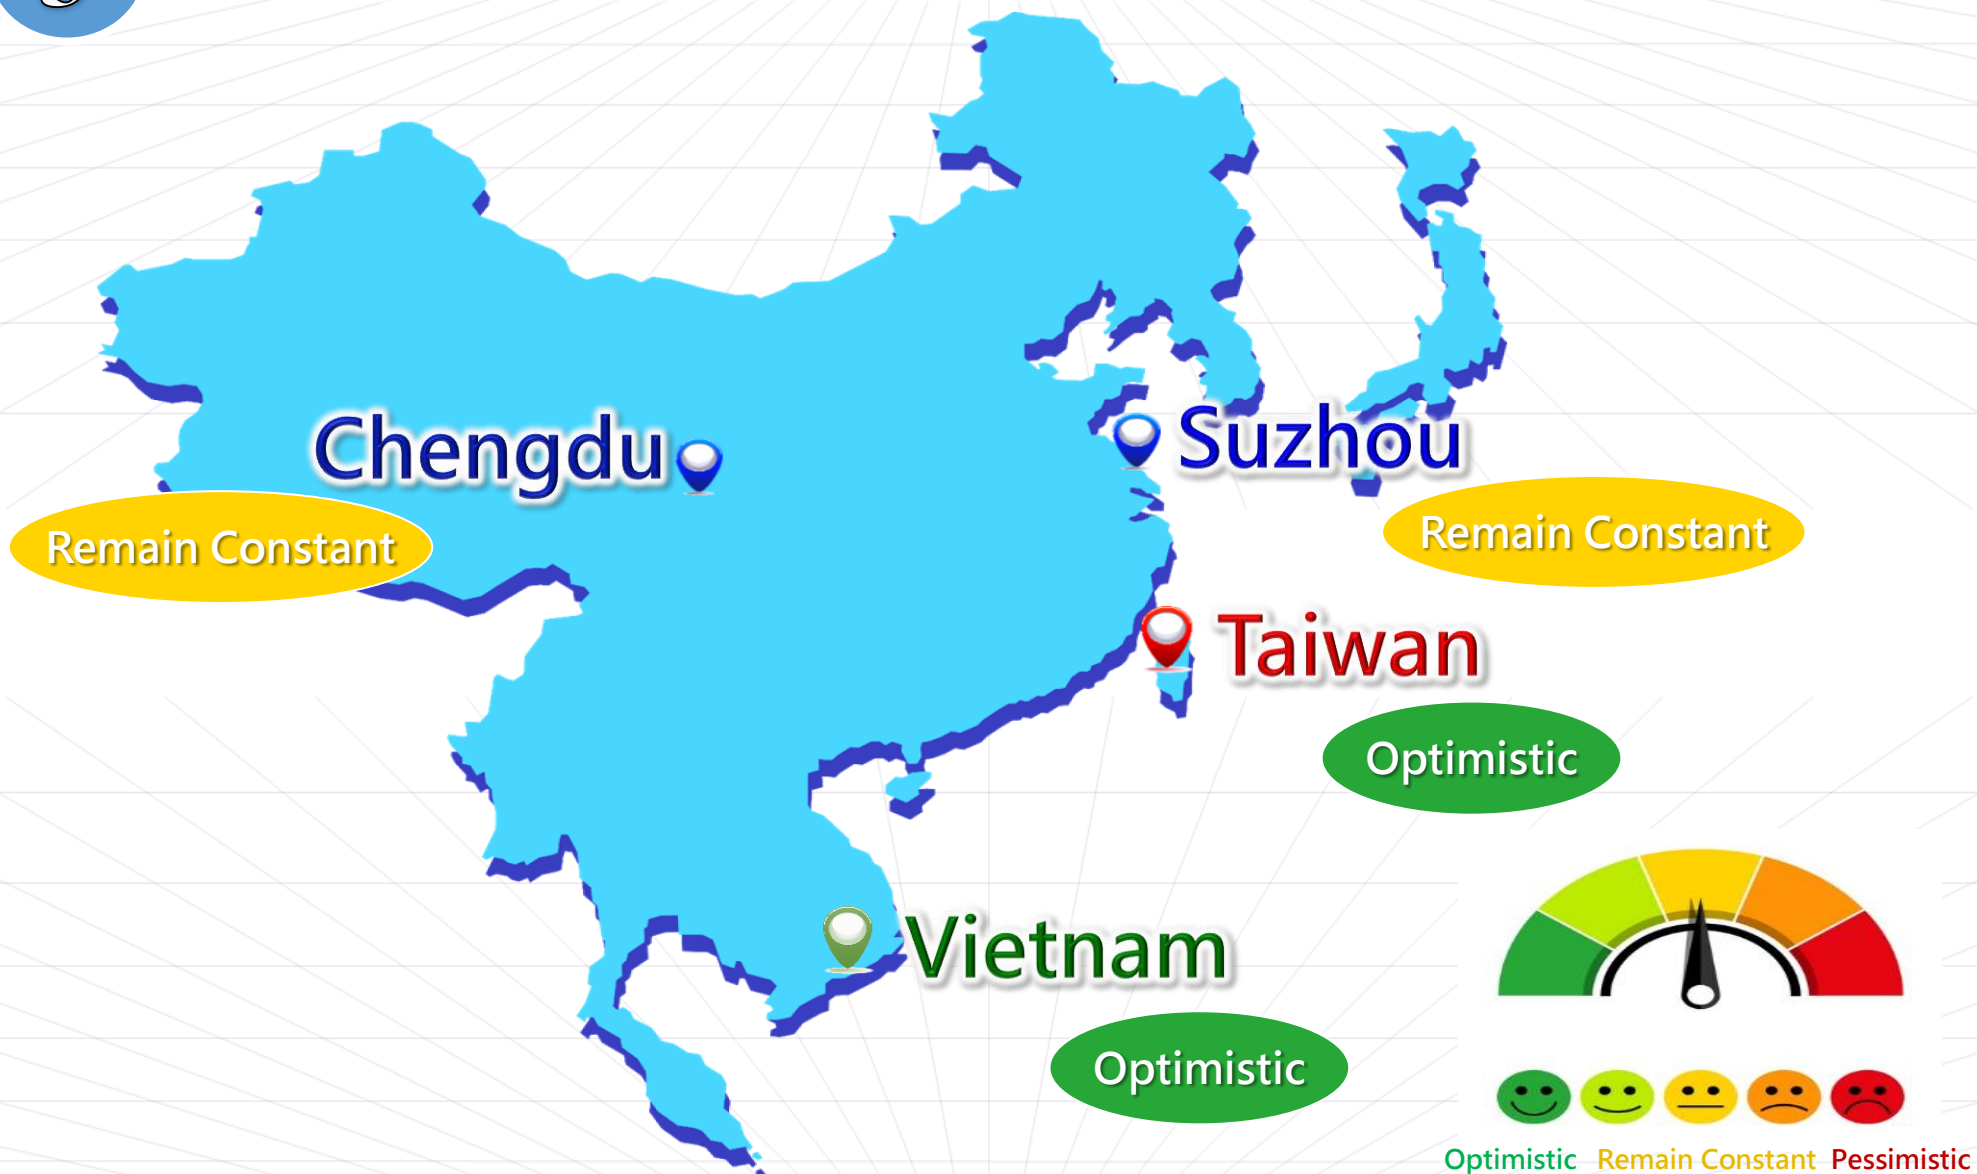 Chengdu
Suzhou
Remain Constant
Remain Constant
Taiwan
Optimistic
Vietnam
Optimistic
Optimistic Remain Constant Pessimistic